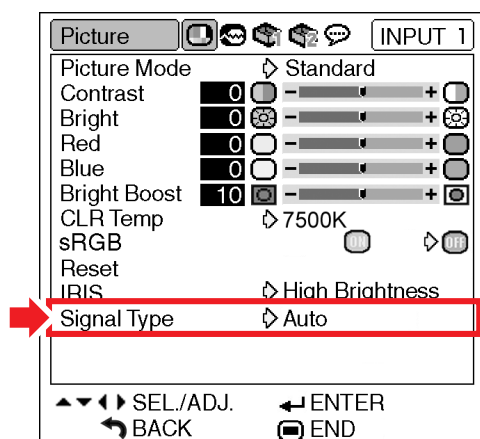 Picture INPUT 1
Picture Mode Standard
Contrast 0 - +
Bright 0 - +
Red 0 - +
Blue 0 - +
Bright Boost 10 - +
CLR Temp 7500K
sRGB ON OFF
Reset
IRIS High Brightness
Signal Type Auto
SEL./ADJ. ENTER
BACK END